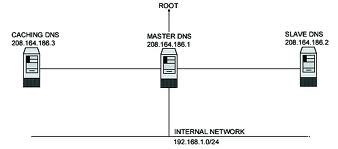 ROOT
CACHING DNS
208.164.186.3
MASTER DNS
208.164.186.1
SLAVE DNS
208.164.186.2
INTERNAL NETWORK
192.168.1.0/24